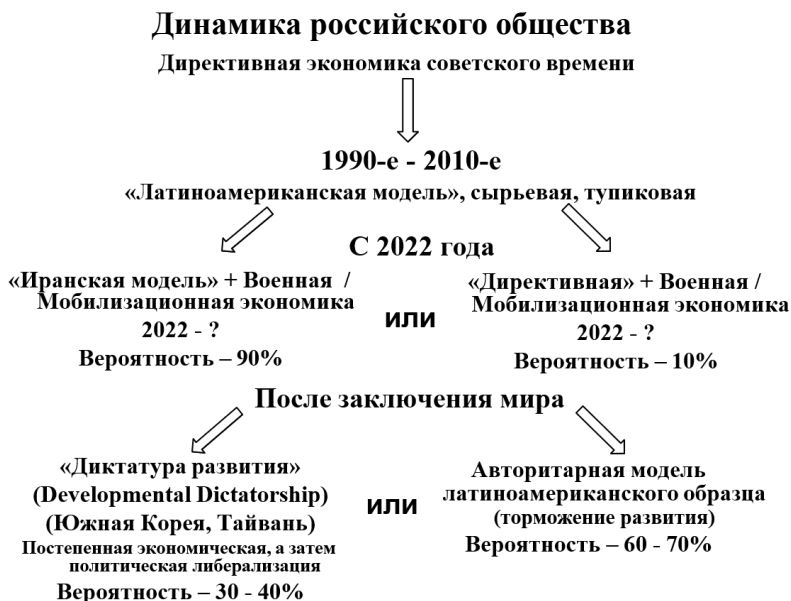 Динамика российского общества
Директивная экономика советского времени
1990-е - 2010-е
«Латиноамериканская модель», сырьевая, тупиковая
С 2022 года
«Иранская модель» + Военная /
Мобилизационная экономика
2022 - ?
Вероятность – 90%
или
«Директивная» + Военная /
Мобилизационная экономика
2022 - ?
Вероятность – 10%
После заключения мира
«Диктатура развития»
(Developmental Dictatorship)
(Южная Корея, Тайвань)
Постепенная экономическая, а затем
политическая либерализация
Вероятность – 30 - 40%
или
Авторитарная модель
латиноамериканского образца
(торможение развития)
Вероятность – 60 - 70%